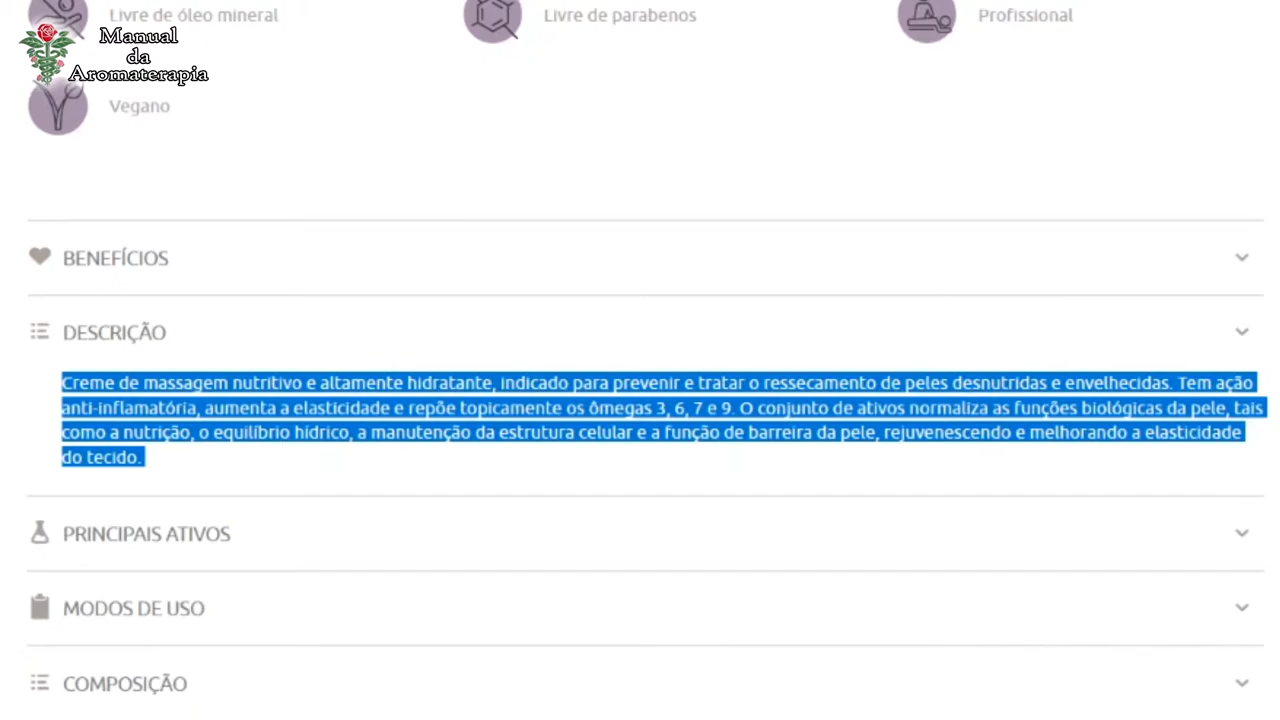 Livre de óleo mineral
Livre de parabenos
Profissional
Manual
da
Aromaterapia
Vegano
BENEFÍCIOS
DESCRIÇÃO
Creme de massagem nutritivo e altamente hidratante, indicado para prevenir e tratar o ressecamento de peles desnutridas e envelhecidas. Tem ação
anti-inflamatória, aumenta a elasticidade e repõe topicamente os ômegas 3, 6, 7 e 9. O conjunto de ativos normaliza as funções biológicas da pele, tais
como a nutrição, o equilíbrio hídrico, a manutenção da estrutura celular e a função de barreira da pele, rejuvenescendo e melhorando a elasticidade
do tecido.
PRINCIPAIS ATIVOS
MODOS DE USO
COMPOSIÇÃO